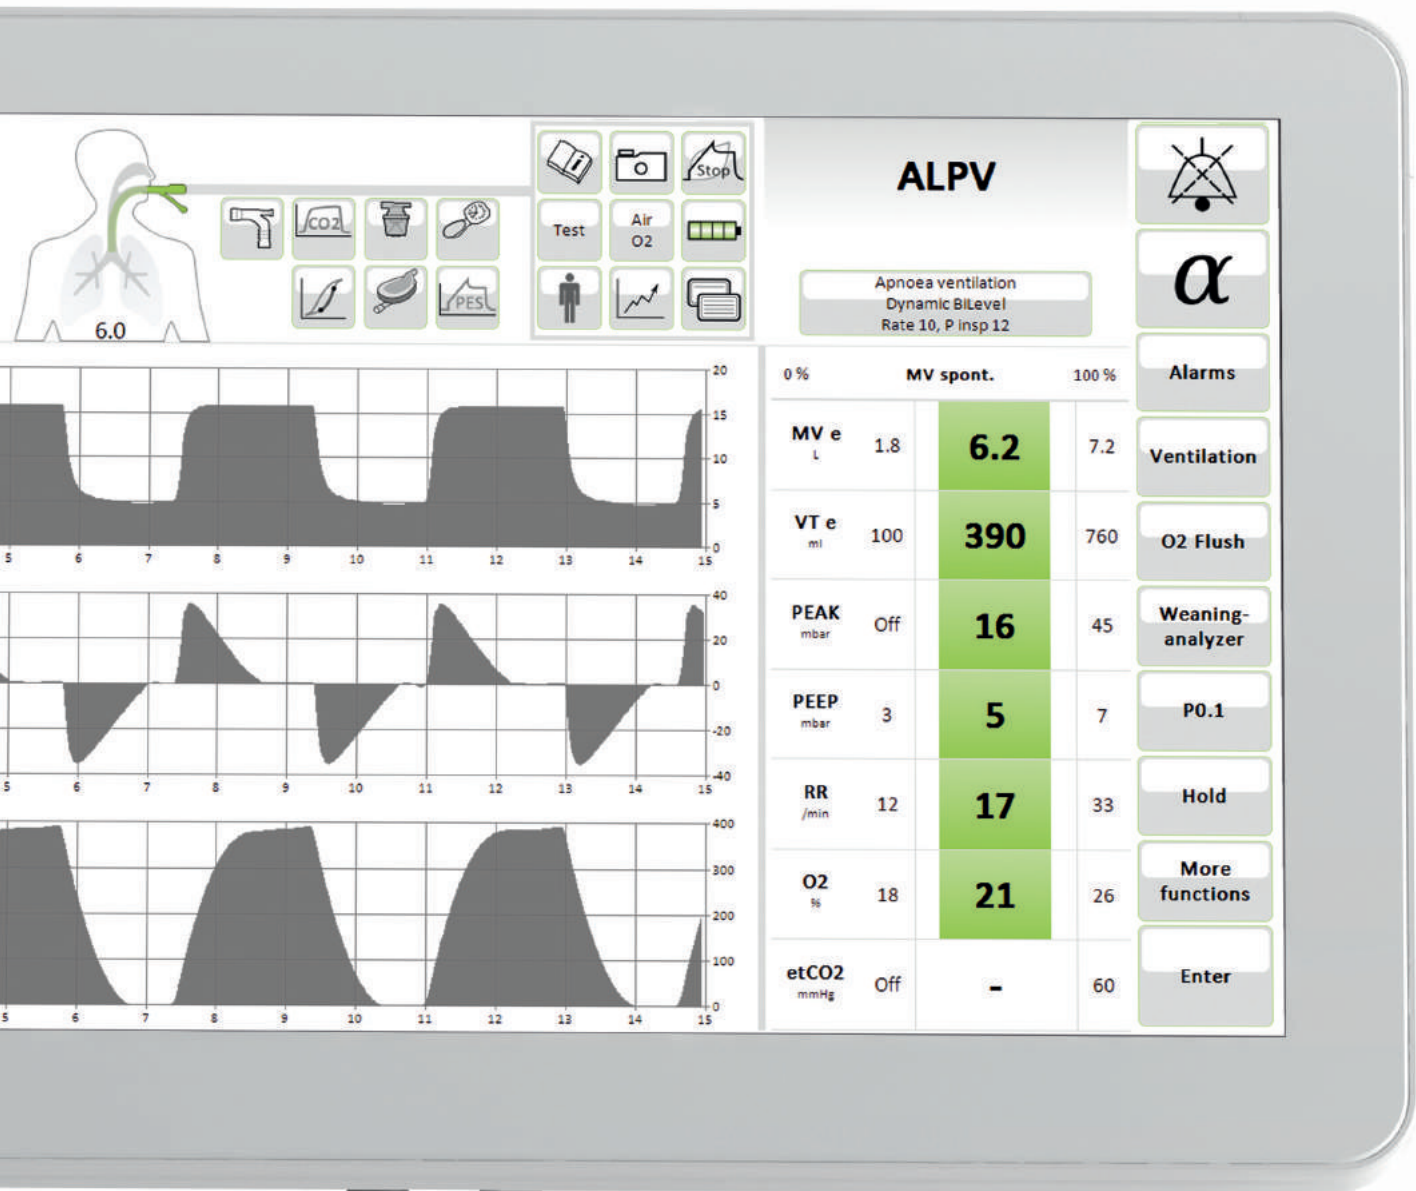 ALPV
Stop
CO2
Test
Air
O2
PES
6.0
Apnoea ventilation
Dynamic BiLevel
Rate 10, P insp 12
0 % MV spont. 100 %
MV e
L
1.8 6.2 7.2
VT e
ml
100 390 760
PEAK
mbar
Off 16 45
PEEP
mbar
3 5 7
RR
/min
12 17 33
O2
%
18 21 26
etCO2
mmHg
Off - 60
20
15
10
5
0
5 6 7 8 9 10 11 12 13 14 15
40
20
0
-20
-40
5 6 7 8 9 10 11 12 13 14 15
400
300
200
100
0
5 6 7 8 9 10 11 12 13 14 15
α
Alarms
Ventilation
O2 Flush
Weaning-
analyzer
P0.1
Hold
More
functions
Enter